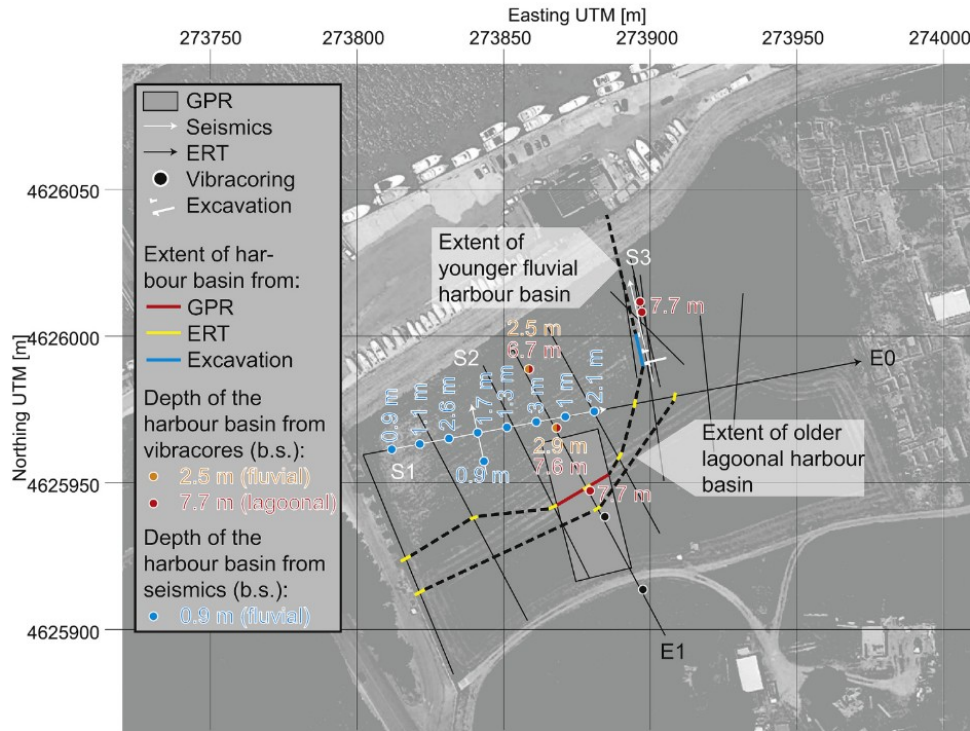 Easting UTM [m]
273750 273800 273850 273900 273950 274000
Northing UTM [m]
4626050
4626000
4625950
4625900
GPR
Seismics
ERT
Vibracoring
Excavation
Extent of har-
bour basin from:
GPR
ERT
Excavation
Depth of the
harbour basin from
vibracores (b.s.):
2.5 m (fluvial)
7.7 m (lagoonal)
Depth of the
harbour basin from
seismics (b.s.):
0.9 m (fluvial)
Extent of
younger fluvial
harbour basin
S3
7.7 m
2.5 m
6.7 m
S2
E0
0.9 m
1.1 m
2.6 m
1.7 m
1.3 m
3 m
1 m
2.1 m
S1
0.9 m
2.9 m
7.6 m
7.7 m
Extent of older
lagoonal harbour
basin
E1